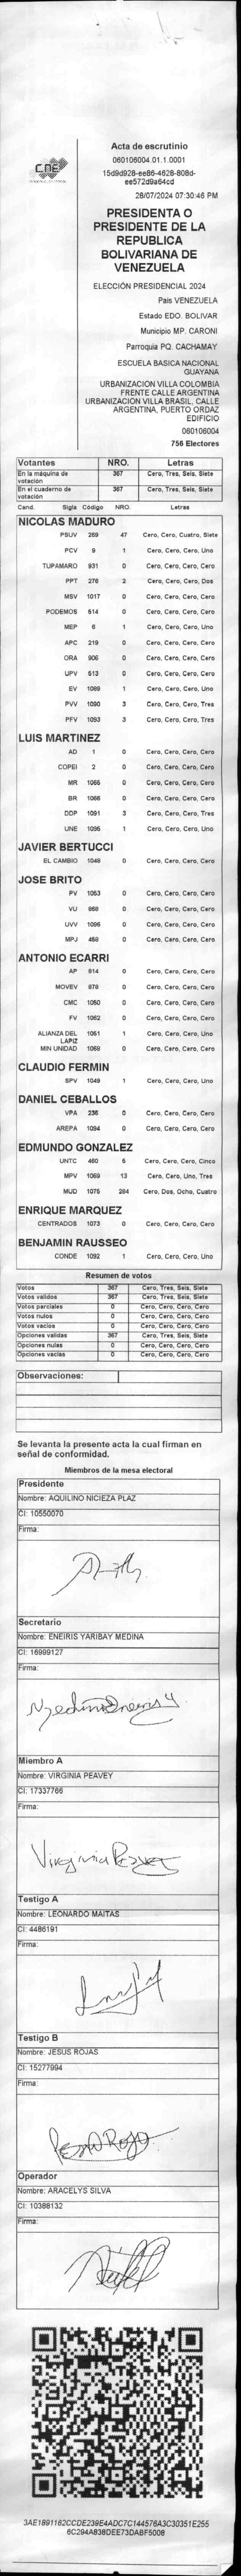 CNE
Acta de escrutinio
060106004.01.1.0001
15d9d928-ee86-4628-808d-
ee572d9a64cd
28/07/2024 07:30:46 PM
PRESIDENTA O
PRESIDENTE DE LA
REPUBLICA
BOLIVARIANA DE
VENEZUELA
ELECCIÓN PRESIDENCIAL 2024
País VENEZUELA
Estado EDO. BOLIVAR
Municipio MP. CARONI
Parroquia PQ. CACHAMAY
ESCUELA BASICA NACIONAL
GUAYANA
URBANIZACION VILLA COLOMBIA
FRENTE CALLE ARGENTINA
URBANIZACION VILLA BRASIL. CALLE
ARGENTINA, PUERTO ORDAZ
EDIFICIO
060106004
756 Electores
Votantes NRO. Letras
En la máquina de votación 367 Cero, Tres, Seis, Siete
En el cuaderno de votación 367 Cero, Tres, Seis, Siete
Cand. Sigla Código NRO. Letras
NICOLAS MADURO
PSUV 269 47 Cero, Cero, Cuatro, Siete
PCV 9 1 Cero, Cero, Cero, Uno
TUPAMARO 931 0 Cero, Cero, Cero, Cero
PPT 276 2 Cero, Cero, Cero, Dos
MSV 1017 0 Cero, Cero, Cero, Cero
PODEMOS 514 0 Cero, Cero, Cero, Cero
MEP 6 1 Cero, Cero, Cero, Uno
APC 219 0 Cero, Cero, Cero, Cero
ORA 906 0 Cero, Cero, Cero, Cero
UPV 513 0 Cero, Cero, Cero, Cero
EV 1089 1 Cero, Cero, Cero, Uno
PVV 1090 3 Cero, Cero, Cero, Tres
PFV 1093 3 Cero, Cero, Cero, Tres
LUIS MARTINEZ
AD 1 0 Cero, Cero, Cero, Cero
COPEI 2 0 Cero, Cero, Cero, Cero
MR 1065 0 Cero, Cero, Cero, Cero
BR 1066 0 Cero, Cero, Cero, Cero
DDP 1091 3 Cero, Cero, Cero, Tres
UNE 1095 1 Cero, Cero, Cero, Uno
JAVIER BERTUCCI
EL CAMBIO 1048 0 Cero, Cero, Cero, Cero
JOSE BRITO
PV 1053 0 Cero, Cero, Cero, Cero
VU 868 0 Cero, Cero, Cero, Cero
UVV 1096 0 Cero, Cero, Cero, Cero
MPJ 458 0 Cero, Cero, Cero, Cero
ANTONIO ECARRI
AP 814 0 Cero, Cero, Cero, Cero
MOVEV 878 0 Cero, Cero, Cero, Cero
CMC 1050 0 Cero, Cero, Cero, Cero
FV 1062 0 Cero, Cero, Cero, Cero
ALIANZA DEL LAPIZ 1051 1 Cero, Cero, Cero, Uno
MIN UNIDAD 1068 0 Cero, Cero, Cero, Cero
CLAUDIO FERMIN
SPV 1049 1 Cero, Cero, Cero, Uno
DANIEL CEBALLOS
VPA 236 0 Cero, Cero, Cero, Cero
AREPA 1094 0 Cero, Cero, Cero, Cero
EDMUNDO GONZALEZ
UNTC 460 5 Cero, Cero, Cero, Cinco
MPV 1069 13 Cero, Cero, Uno, Tres
MUD 1075 284 Cero, Dos, Ocho, Cuatro
ENRIQUE MARQUEZ
CENTRADOS 1073 0 Cero, Cero, Cero, Cero
BENJAMIN RAUSSEO
CONDE 1092 1 Cero, Cero, Cero, Uno
Resumen de votos
Votos 367 Cero, Tres, Seis, Siete
Votos validos 367 Cero, Tres, Seis, Siete
Votos parciales 0 Cero, Cero, Cero, Cero
Votos nulos 0 Cero, Cero, Cero, Cero
Votos vacios 0 Cero, Cero, Cero, Cero
Opciones validas 367 Cero, Tres, Seis, Siete
Opciones nulas 0 Cero, Cero, Cero, Cero
Opciones vacias 0 Cero, Cero, Cero, Cero
Observaciones:
Se levanta la presente acta la cual firman en
señal de conformidad.
Miembros de la mesa electoral
Presidente
Nombre: AQUILINO NICIEZA PLAZ
CI: 10550070
Firma:
Secretario
Nombre: ENEIRIS YARIBAY MEDINA
CI: 16999127
Firma:
Miembro A
Nombre: VIRGINIA PEAVEY
CI: 17337766
Firma:
Virginia Peavey
Testigo A
Nombre: LEONARDO MAITAS
CI: 4486191
Firma:
Testigo B
Nombre: JESUS ROJAS
CI: 15277994
Firma:
Operador
Nombre: ARACELYS SILVA
CI: 10388132
Firma:
3AE1891162CCDE239E4ADC7C144576A3C30351E255
6C294A838DEE73DABF5008